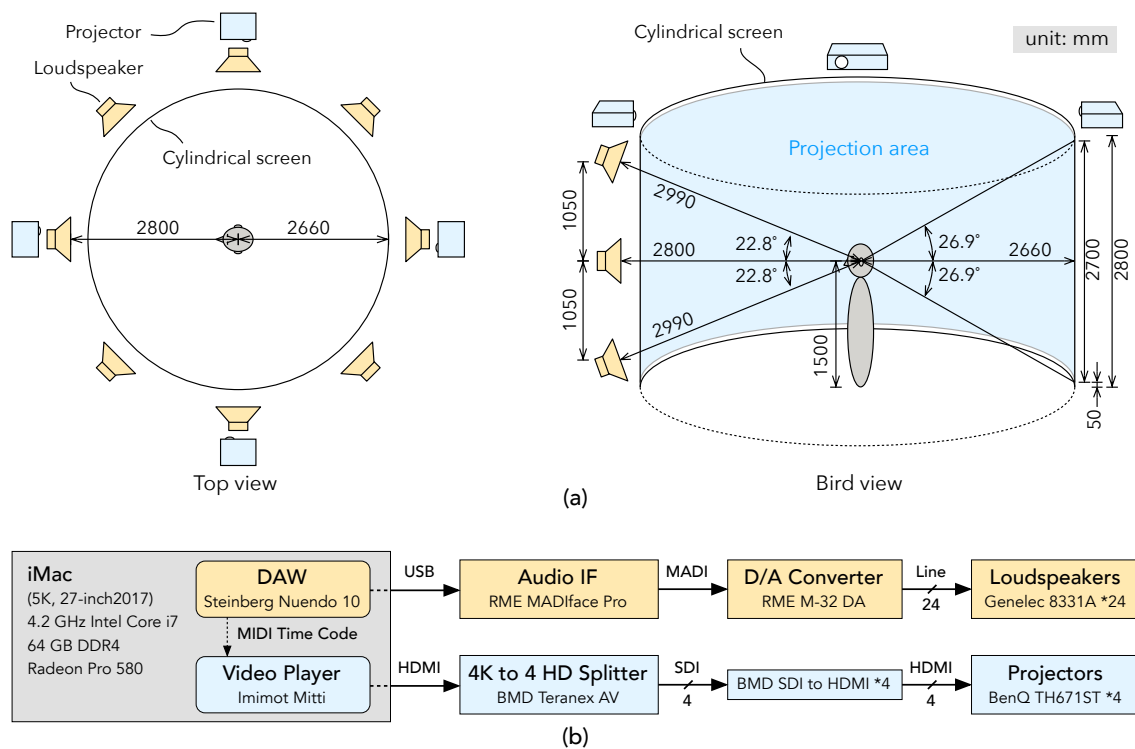 Projector
Loudspeaker
Cylindrical screen
2800
2660
Top view
Cylindrical screen
unit: mm
Projection area
1050
1050
2990
2800
2990
22.8°
22.8°
26.9°
26.9°
2660
1500
2700
2800
50
Bird view
(a)
iMac
(5K, 27-inch2017)
4.2 GHz Intel Core i7
64 GB DDR4
Radeon Pro 580
DAW
Steinberg Nuendo 10
MIDI Time Code
Video Player
Imimot Mitti
USB
Audio IF
RME MADIface Pro
MADI
D/A Converter
RME M-32 DA
Line
24
Loudspeakers
Genelec 8331A *24
HDMI
4K to 4 HD Splitter
BMD Teranex AV
SDI
4
BMD SDI to HDMI *4
HDMI
4
Projectors
BenQ TH671ST *4
(b)